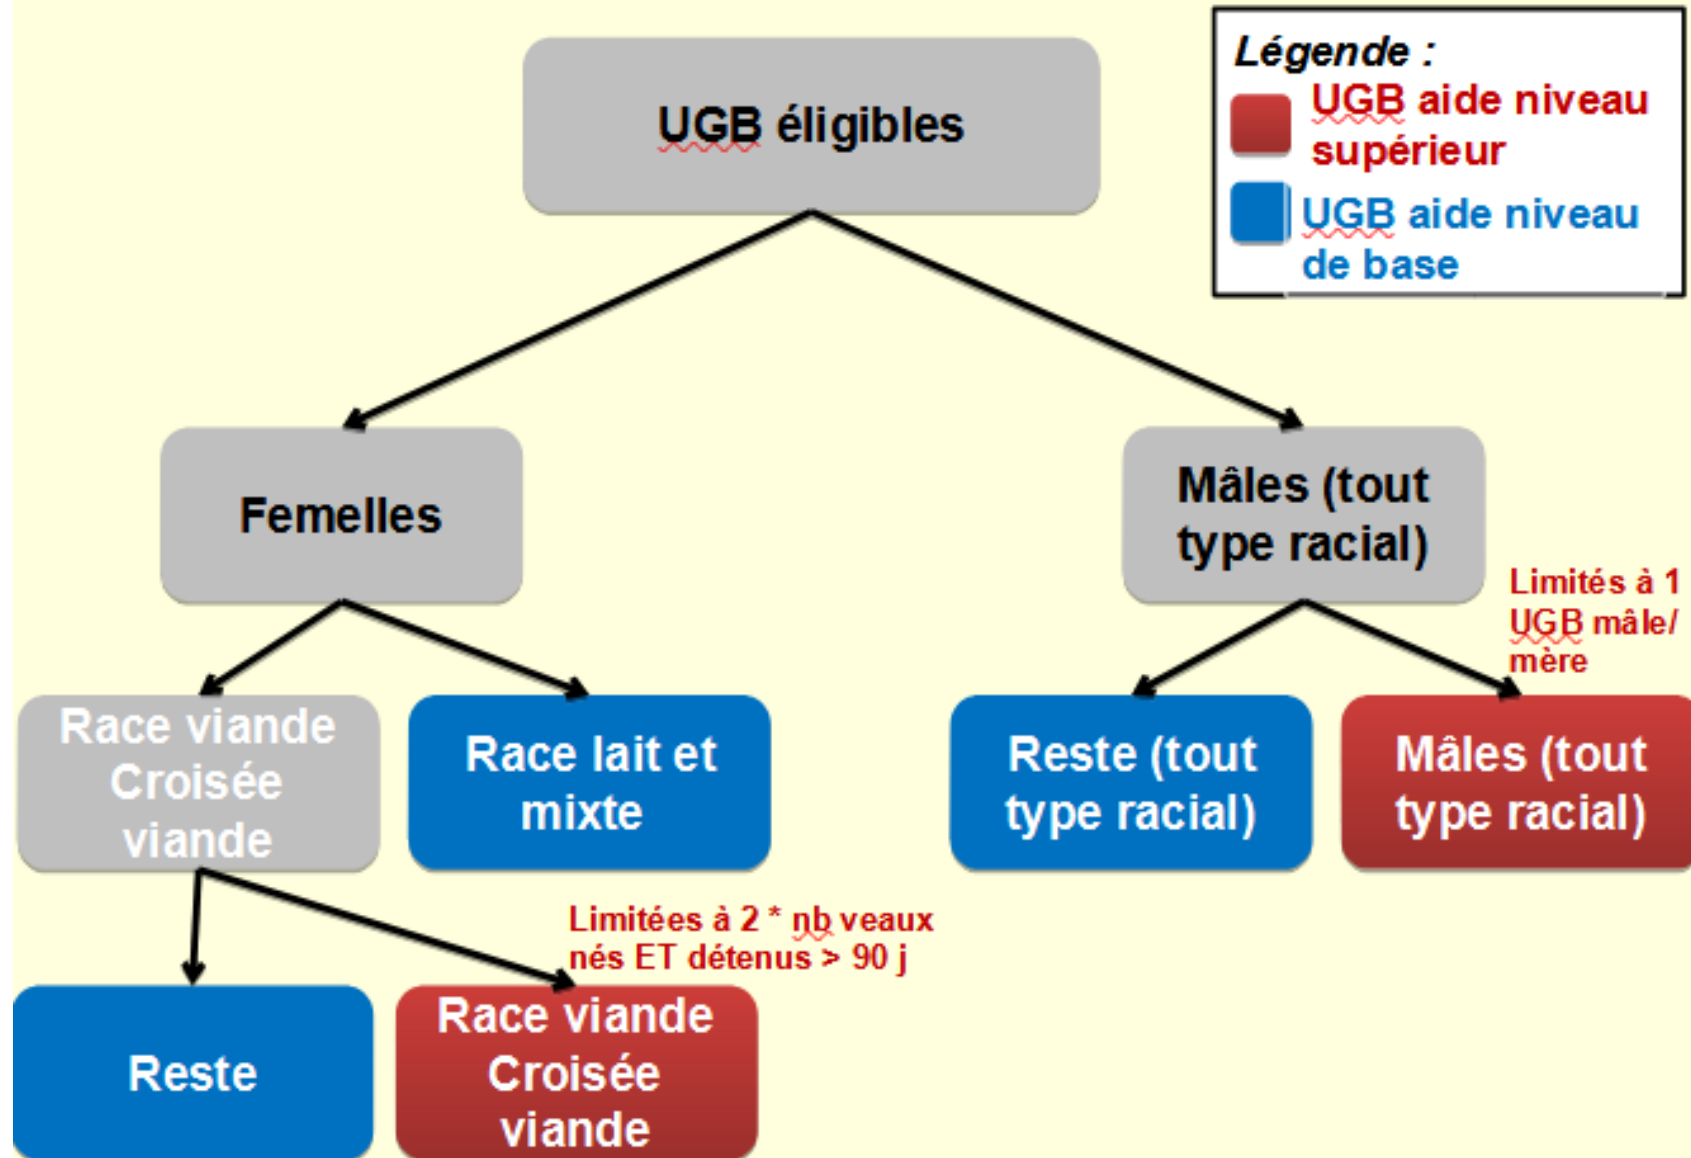 UGB éligibles
Légende :
UGB aide niveau
supérieur
UGB aide niveau
de base
Femelles
Mâles (tout
type racial)
Limités à 1
UGB mâle/
mère
Race viande
Croisée
viande
Race lait et
mixte
Reste (tout
type racial)
Mâles (tout
type racial)
Limitées à 2 * nb veaux
nés ET détenus > 90 j
Reste
Race viande
Croisée
viande